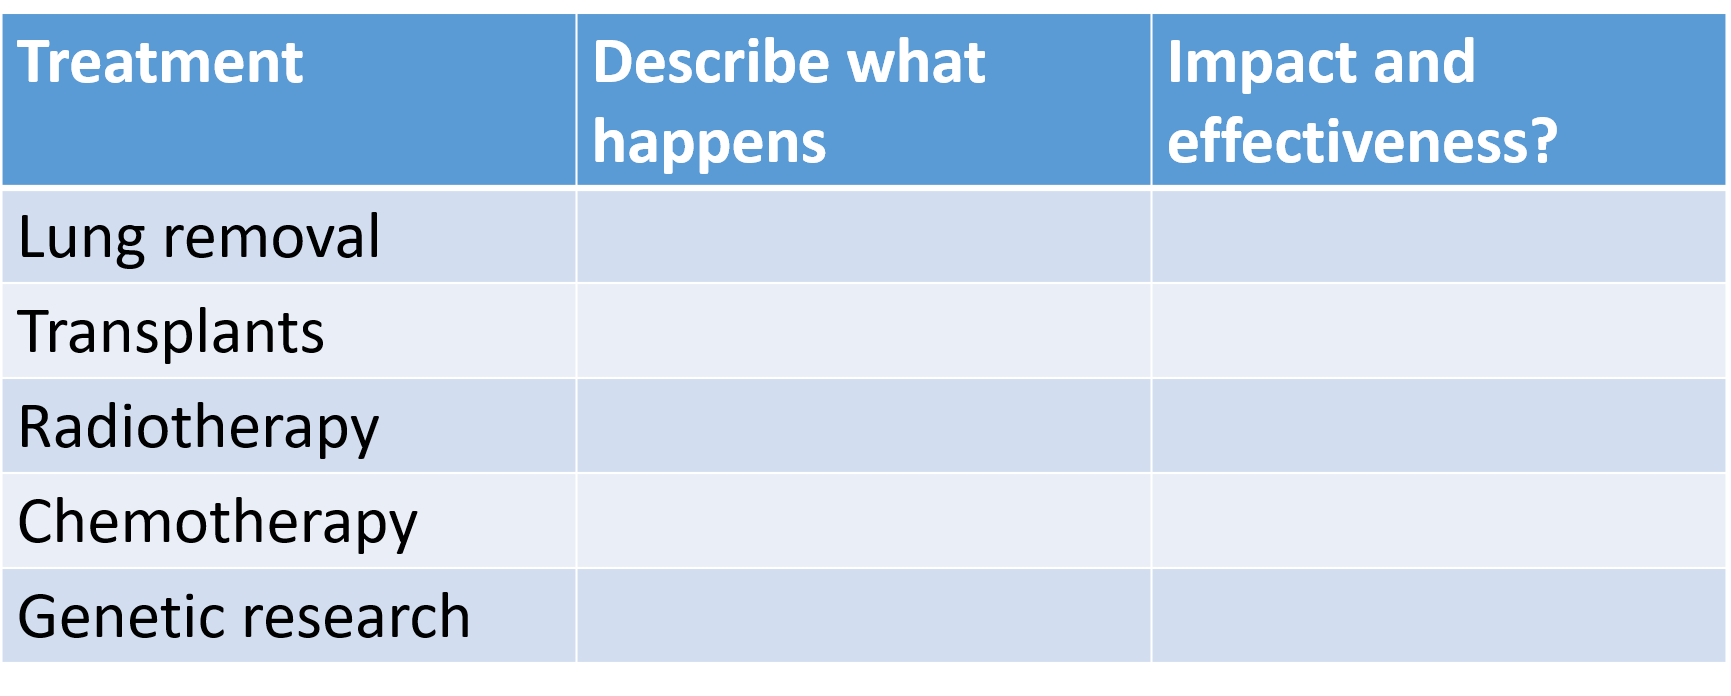 Treatment
Describe what
happens
Impact and
effectiveness?
Lung removal
Transplants
Radiotherapy
Chemotherapy
Genetic research